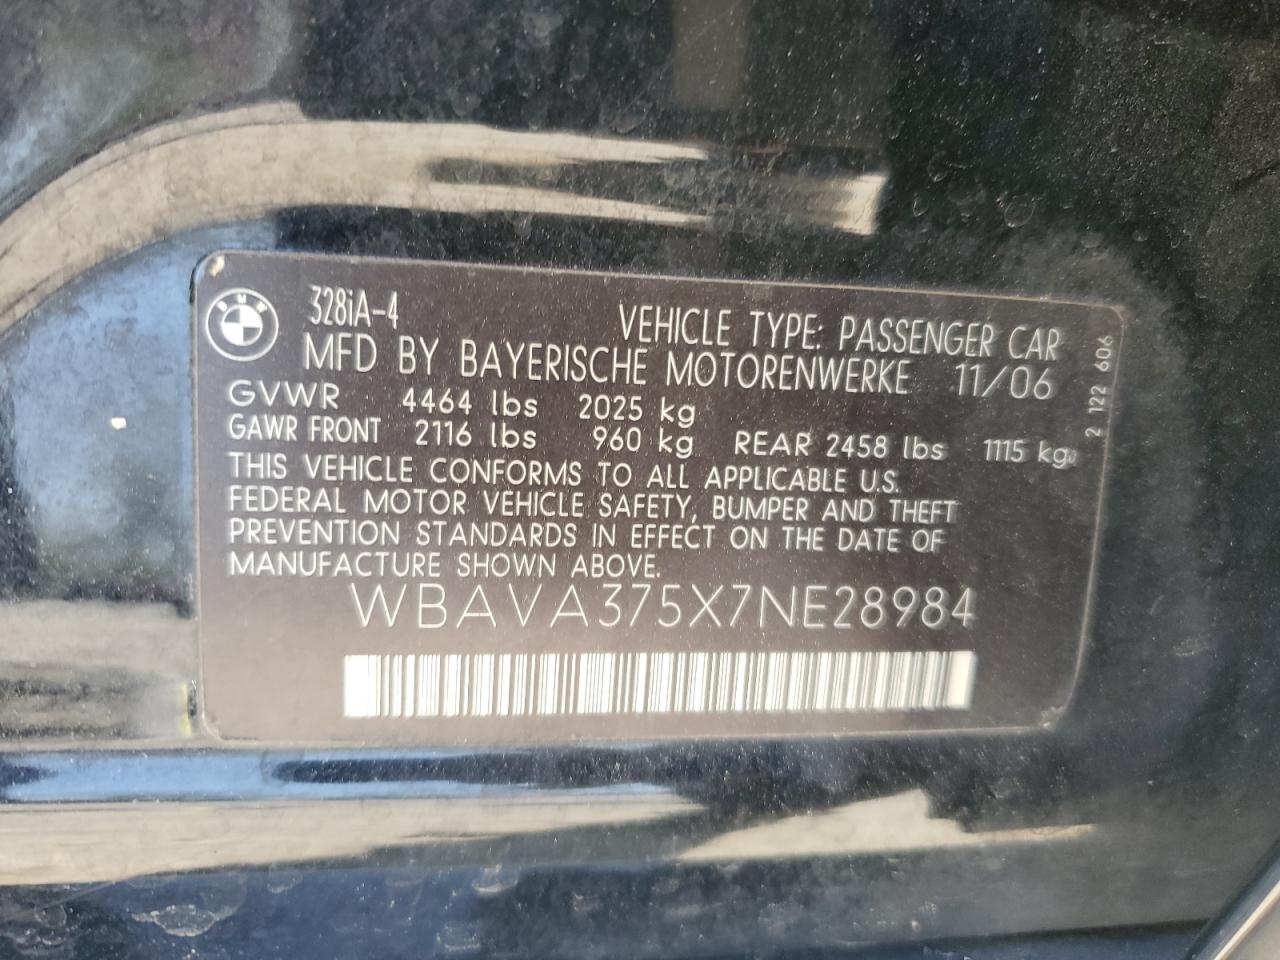 BMW
328iA-4
VEHICLE TYPE: PASSENGER CAR
MFD BY BAYERISCHE MOTORENWERKE 11/06
GVWR 4464 lbs 2025 kg
GAWR FRONT 2116 lbs 960 kg REAR 2458 lbs 1115 kg
THIS VEHICLE CONFORMS TO ALL APPLICABLE U.S.
FEDERAL MOTOR VEHICLE SAFETY, BUMPER AND THEFT
PREVENTION STANDARDS IN EFFECT ON THE DATE OF
MANUFACTURE SHOWN ABOVE.
WBAVA375X7NE28984
2 122 606